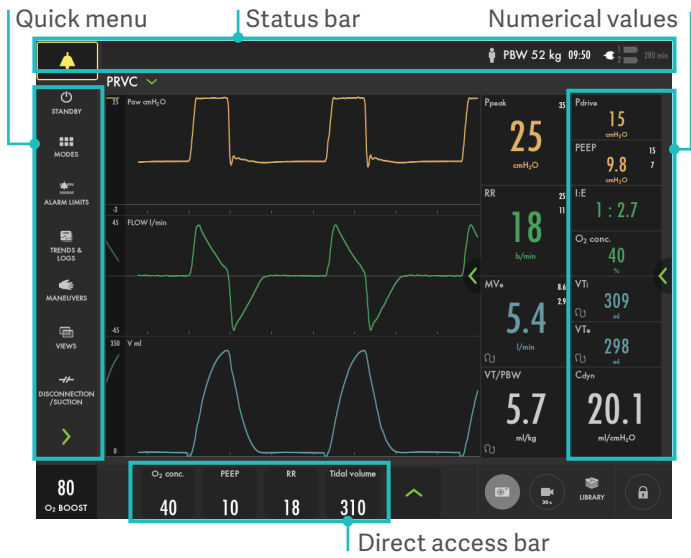 Quick menu
Status bar
Numerical values
PBW 52 kg 09:50 1 2 280 min
PRVC
STANDBY
MODES
ALARM LIMITS
TRENDS &
LOGS
MANEUVERS
VIEWS
DISCONNECTION
/SUCTION
25 Paw cmH₂O
-3
45 FLOW l/min
-45
350 V ml
0
Ppeak 35
25
cmH₂O
RR 25
11
18
b/min
MVe 8.6
2.9
5.4
l/min
VT/PBW
5.7
ml/kg
Pdrive
15
cmH₂O
PEEP 15
7
9.8
cmH₂O
I:E
1 : 2.7
O₂ conc.
40
%
VTi
309
ml
VTe
298
ml
Cdyn
20.1
ml/cmH₂O
80
O₂ BOOST
O₂ conc. PEEP RR Tidal volume
40 10 18 310
30 s
LIBRARY
Direct access bar